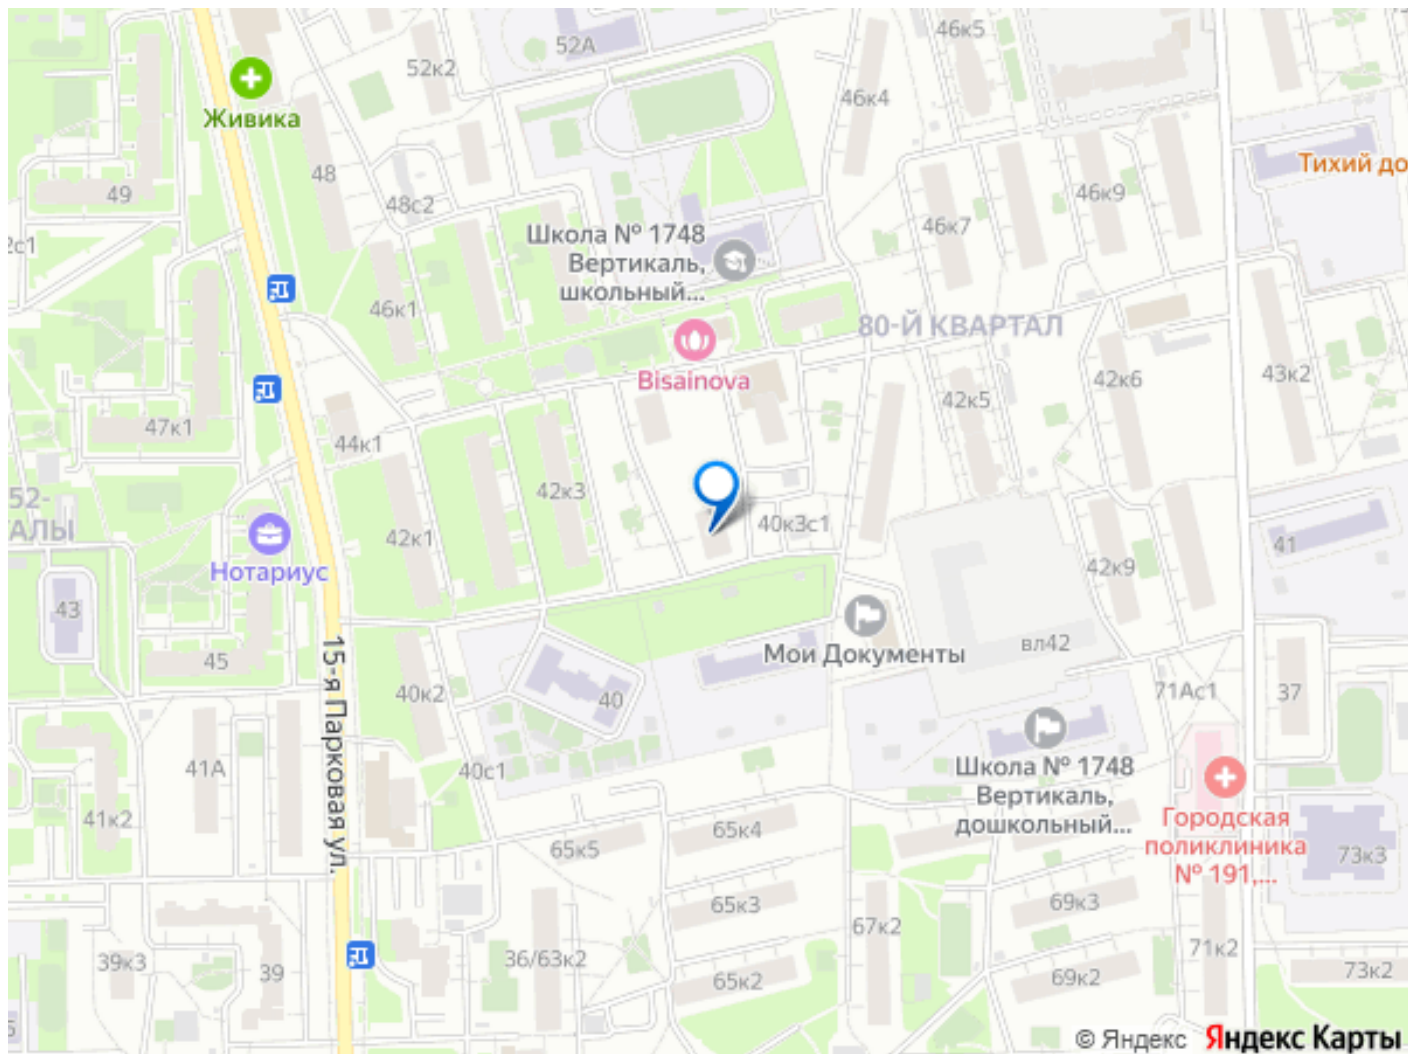 52А
46к5
52к2
46к4
Живика
Тихий до
48
49
48с2
46к9
46к7
2с1
Школа № 1748
Вертикаль,
школьный...
46к1
80-Й КВАРТАЛ
Bisainova
43к2
42к6
42к5
47к1
44к1
52-
АЛЫ
42к3
40к3с1
42к1
41
Нотариус
42к9
43
15-я Парковая ул.
Мои Документы
вл42
45
40к2
40
71Ас1
37
41А
40с1
Школа № 1748
Вертикаль,
дошкольный...
41к2
Городская
поликлиника
№ 191,...
65к4
65к5
73к3
65к3
69к3
67к2
71к2
39к3
39
36/63к2
65к2
69к2
73к2
5
© Яндекс Яндекс Карты